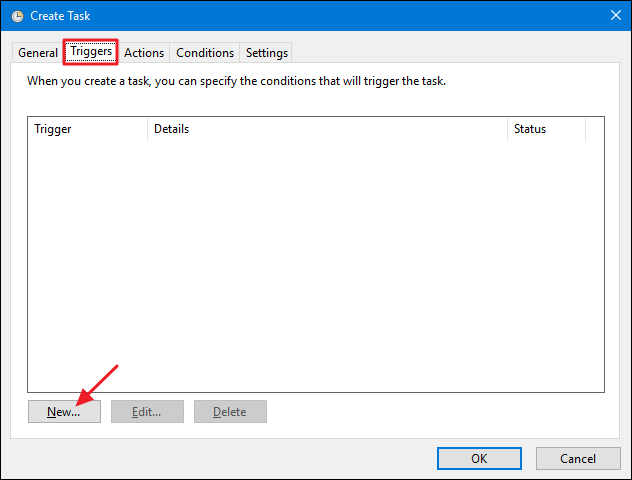 Create Task
General Triggers Actions Conditions Settings
When you create a task, you can specify the conditions that will trigger the task.
Trigger Details Status
New... Edit... Delete
OK Cancel